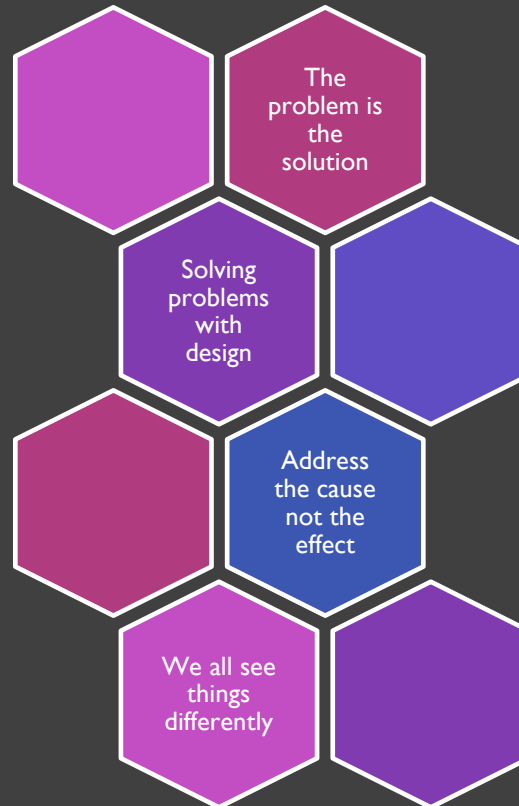 The
problem is
the
solution
Solving
problems
with
design
Address
the cause
not the
effect
We all see
things
differently